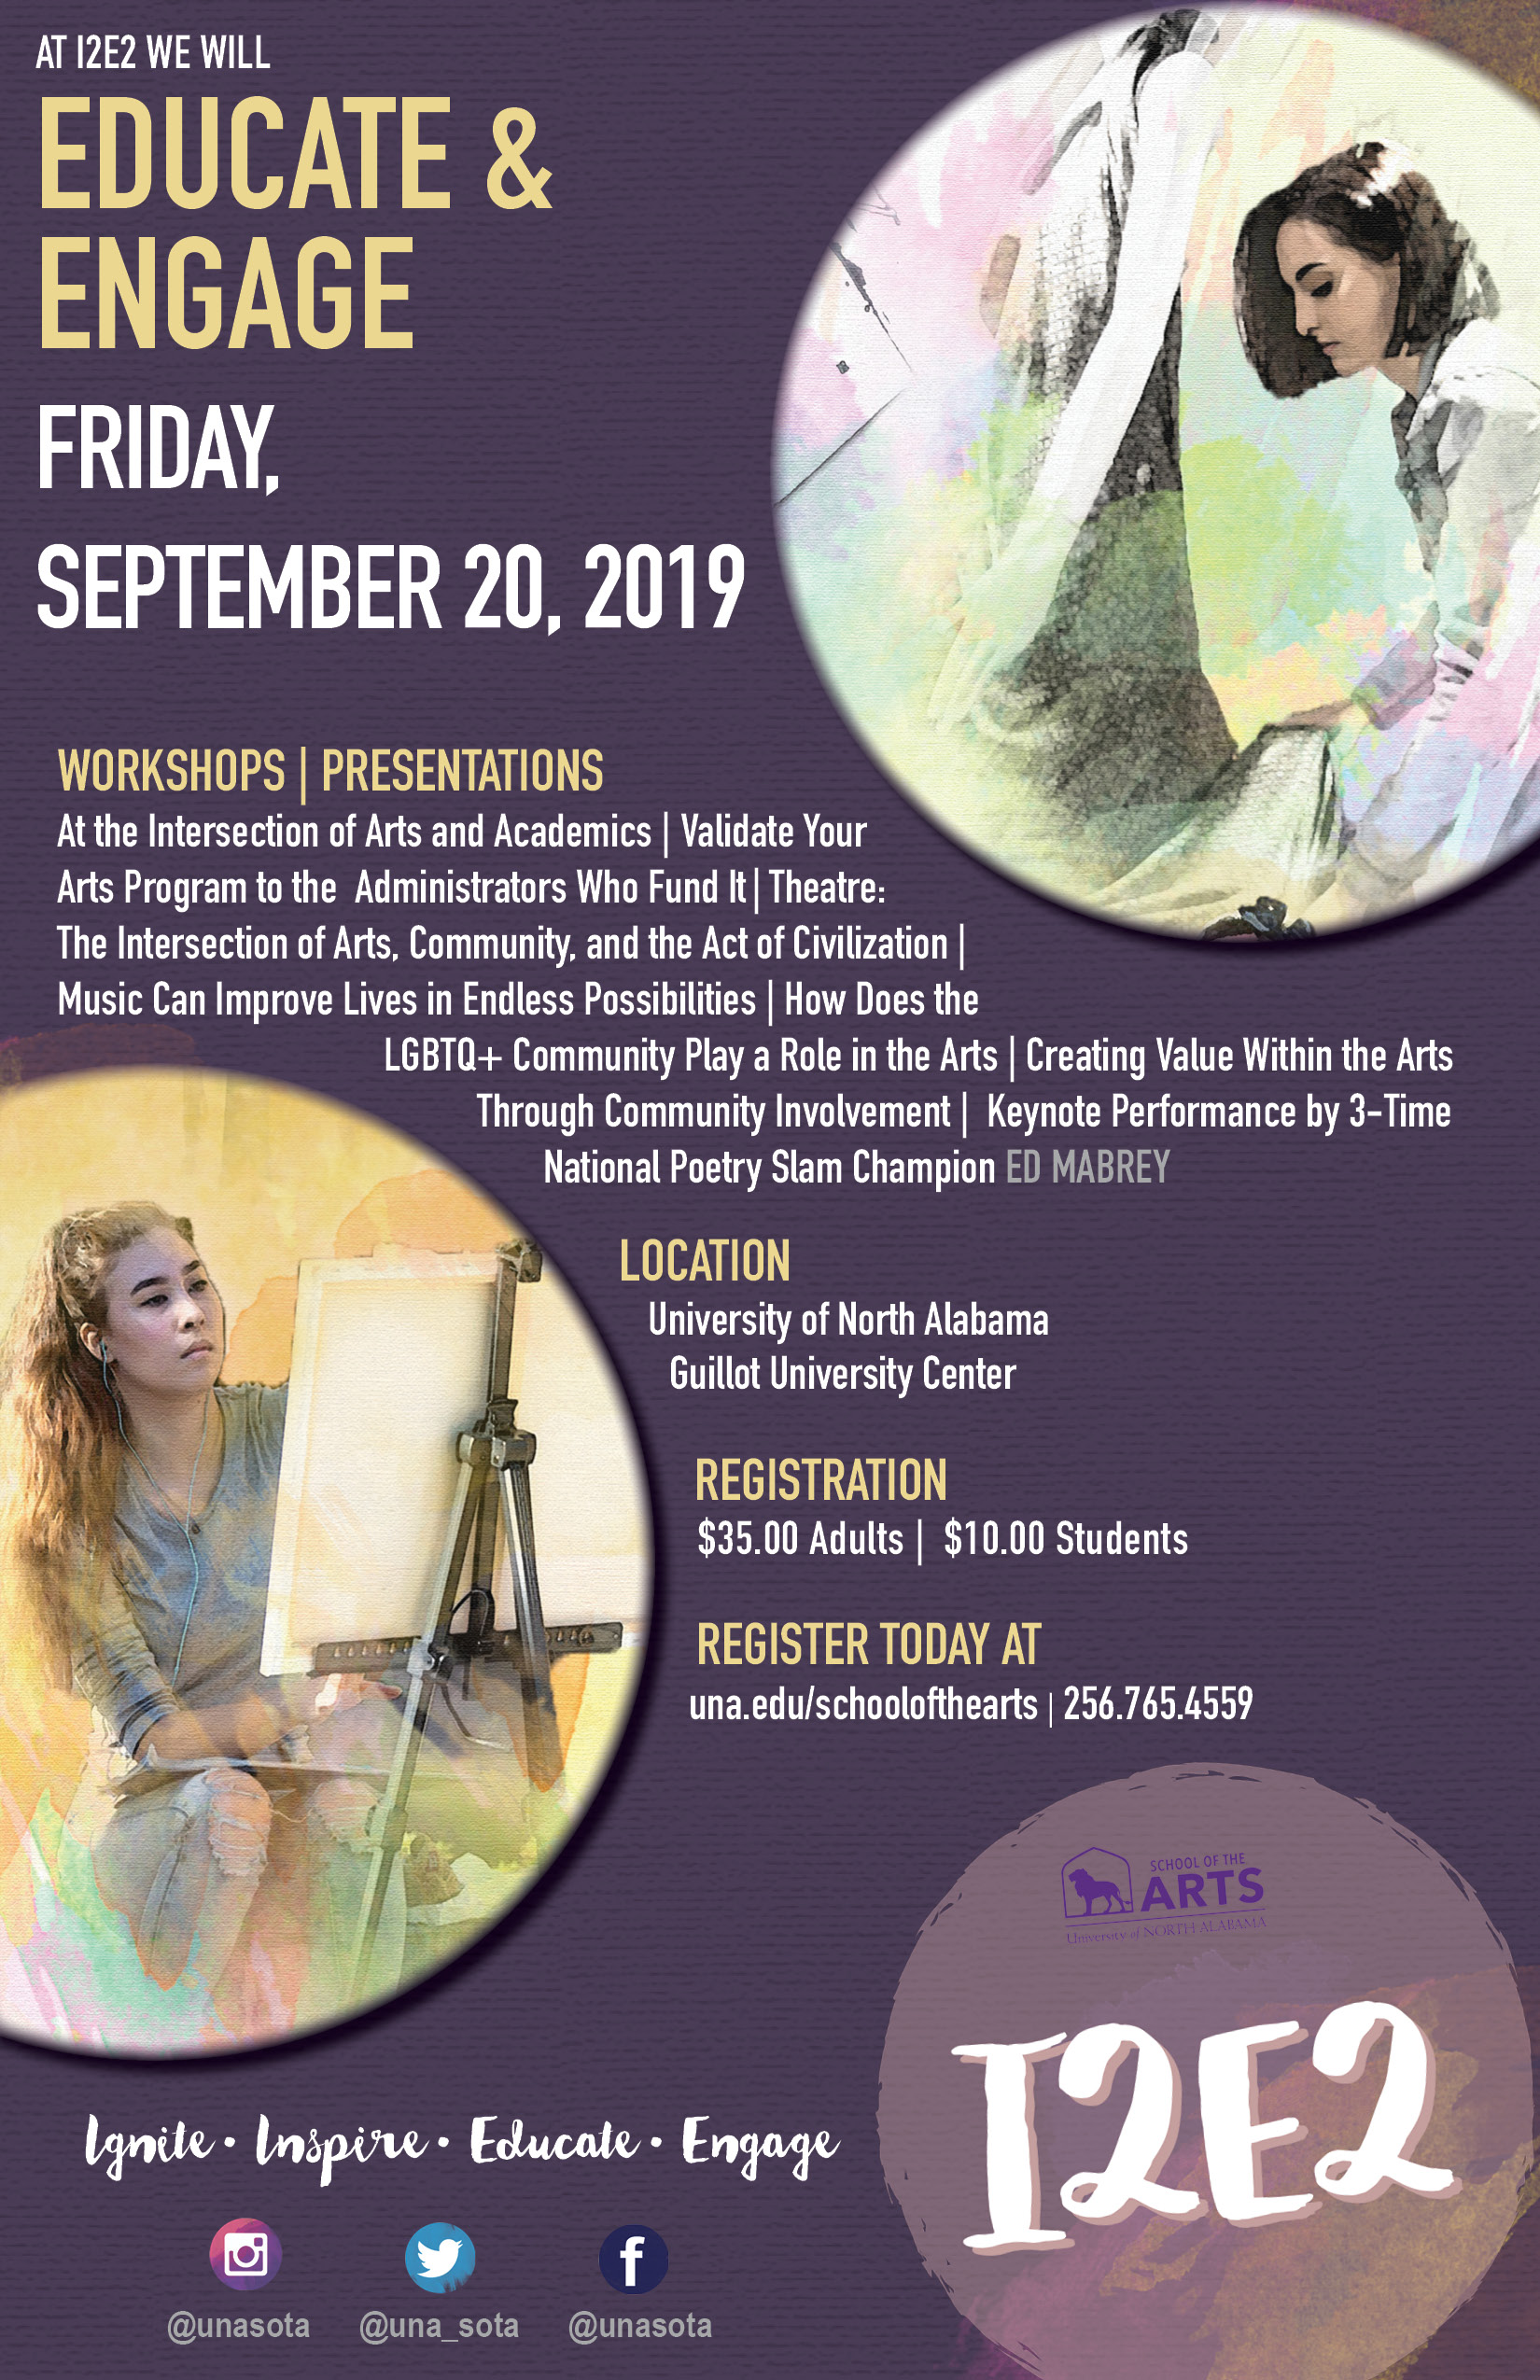 AT I2E2 WE WILL
EDUCATE &
ENGAGE
FRIDAY,
SEPTEMBER 20, 2019
WORKSHOPS | PRESENTATIONS
At the Intersection of Arts and Academics | Validate Your
Arts Program to the Administrators Who Fund It | Theatre:
The Intersection of Arts, Community, and the Act of Civilization |
Music Can Improve Lives in Endless Possibilities | How Does the
LGBTQ+ Community Play a Role in the Arts | Creating Value Within the Arts
Through Community Involvement | Keynote Performance by 3-Time
National Poetry Slam Champion ED MABREY
LOCATION
University of North Alabama
Guillot University Center
REGISTRATION
$35.00 Adults | $10.00 Students
REGISTER TODAY AT
una.edu/schoolofthearts | 256.765.4559
SCHOOL OF THE
ARTS
University of NORTH ALABAMA
I2E2
Ignite • Inspire • Educate • Engage
@unasota @una_sota @unasota